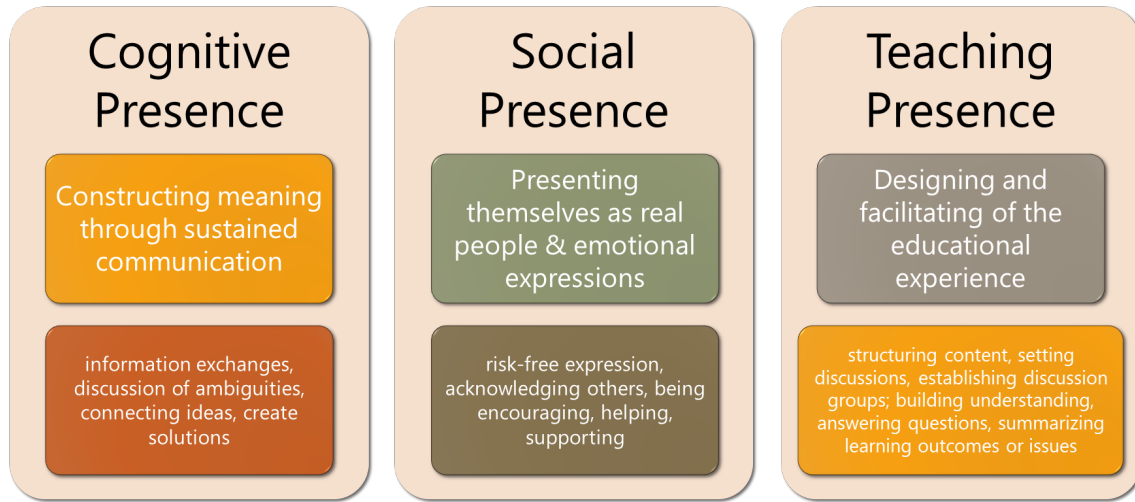 Cognitive
Presence
Constructing meaning
through sustained
communication
information exchanges,
discussion of ambiguities,
connecting ideas, create
solutions
Social
Presence
Presenting
themselves as real
people & emotional
expressions
risk-free expression,
acknowledging others, being
encouraging, helping,
supporting
Teaching
Presence
Designing and
facilitating of the
educational
experience
structuring content, setting
discussions, establishing discussion
groups; building understanding,
answering questions, summarizing
learning outcomes or issues